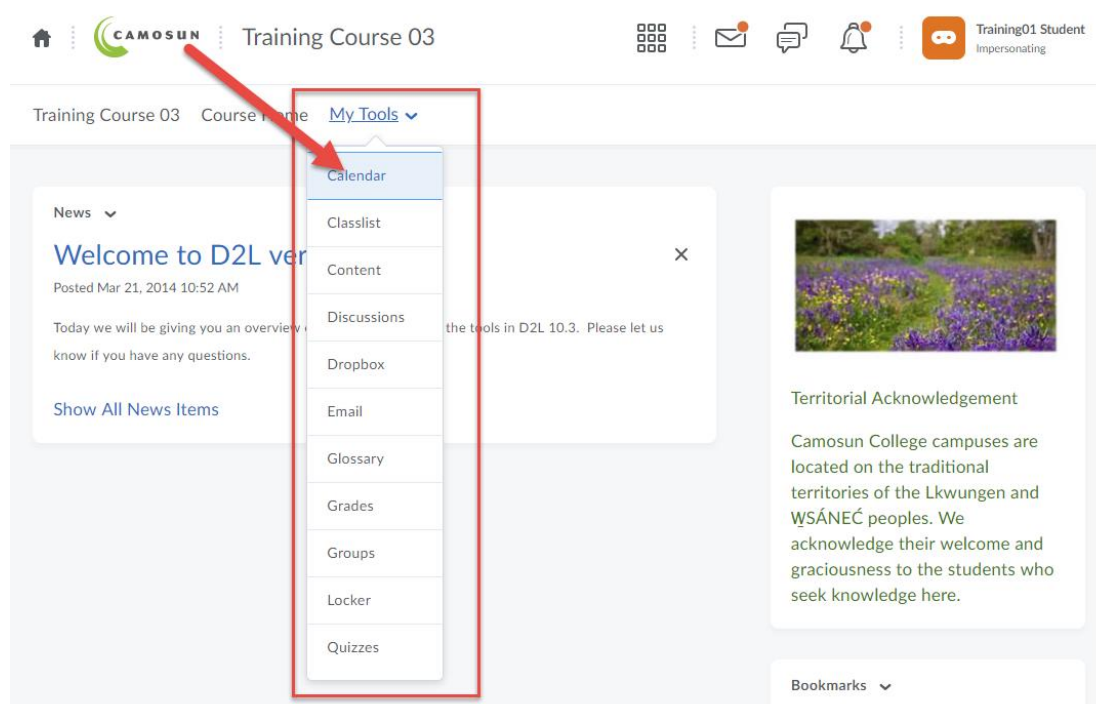 CAMOSUN
Training Course 03
Training01 Student
Impersonating
Training Course 03
Course Home
My Tools
Calendar
Classlist
Content
Discussions
Dropbox
Email
Glossary
Grades
Groups
Locker
Quizzes
News
Welcome to D2L ver
Posted Mar 21, 2014 10:52 AM
Today we will be giving you an overview the tools in D2L 10.3. Please let us
know if you have any questions.
Show All News Items
Territorial Acknowledgement
Camosun College campuses are
located on the traditional
territories of the Lkwungen and
W̱SÁNEĆ peoples. We
acknowledge their welcome and
graciousness to the students who
seek knowledge here.
Bookmarks